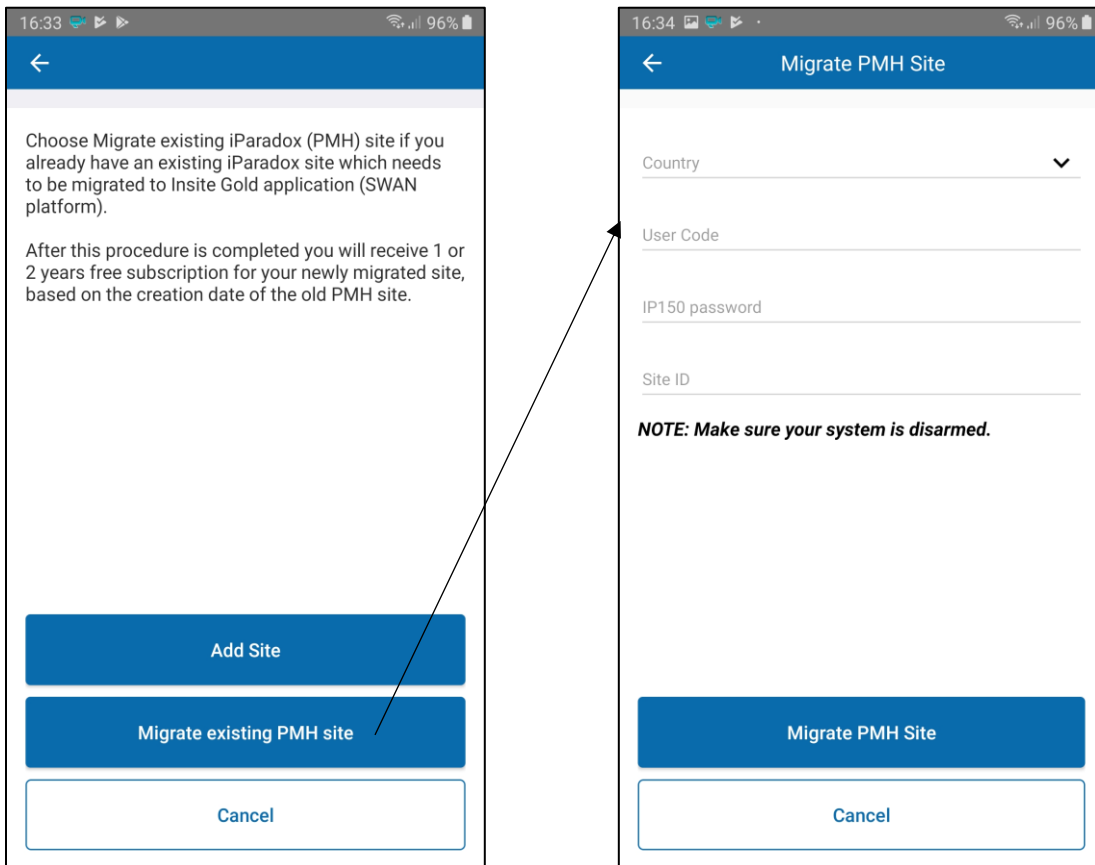 16:33
96%
Choose Migrate existing iParadox (PMH) site if you
already have an existing iParadox site which needs
to be migrated to Insite Gold application (SWAN
platform).
After this procedure is completed you will receive 1 or
2 years free subscription for your newly migrated site,
based on the creation date of the old PMH site.
Add Site
Migrate existing PMH site
Cancel
16:34
96%
Migrate PMH Site
Country
User Code
IP150 password
Site ID
NOTE: Make sure your system is disarmed.
Migrate PMH Site
Cancel